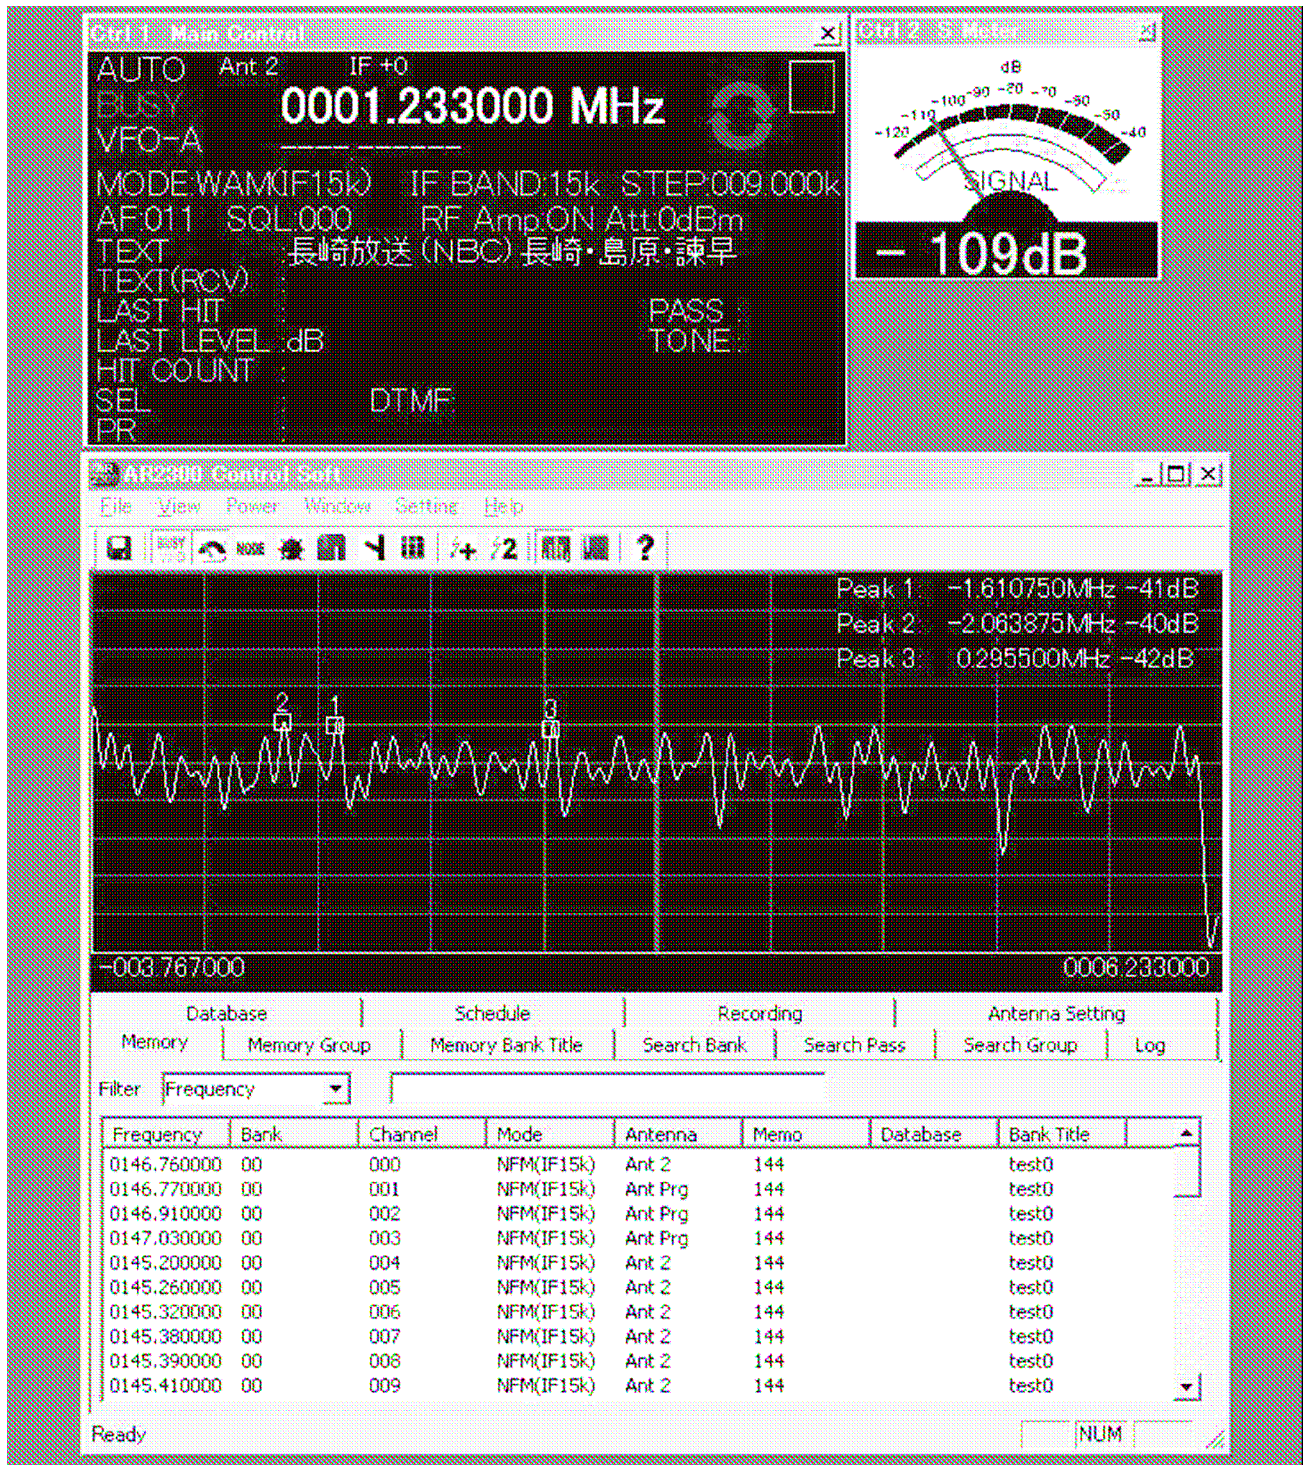 Ctrl 1 Main Control
AUTO Ant 2 IF +0
BUSY 0001.233000 MHz
VFO-A ---- ------
MODE:WAM(IF15k) IF BAND:15k STEP:009.000k
AF:011 SQL:000 RF Amp:ON Att:0dBm
TEXT :長崎放送 (NBC) 長崎・島原・諫早
TEXT(RCV) :
LAST HIT : PASS :
LAST LEVEL :dB TONE :
HIT COUNT :
SEL : DTMF:
PR :
Ctrl 2 S-Meter
dB
-120 -110 -100 -90 -80 -70 -60 -50 -40
SIGNAL
- 109dB
AR2300 Control Soft
File View Power Window Setting Help
BUSY MODE
Peak 1: -1.610750MHz -41dB
Peak 2: -2.063875MHz -40dB
Peak 3: 0.295500MHz -42dB
2 1 3
-003.767000 0006.233000
Database Schedule Recording Antenna Setting
Memory Memory Group Memory Bank Title Search Bank Search Pass Search Group Log
Filter Frequency
Frequency Bank Channel Mode Antenna Memo Database Bank Title
0146.760000 00 000 NFM(IF15k) Ant 2 144 test0
0146.770000 00 001 NFM(IF15k) Ant Prg 144 test0
0146.910000 00 002 NFM(IF15k) Ant Prg 144 test0
0147.030000 00 003 NFM(IF15k) Ant Prg 144 test0
0145.200000 00 004 NFM(IF15k) Ant 2 144 test0
0145.260000 00 005 NFM(IF15k) Ant 2 144 test0
0145.320000 00 006 NFM(IF15k) Ant 2 144 test0
0145.380000 00 007 NFM(IF15k) Ant 2 144 test0
0145.390000 00 008 NFM(IF15k) Ant 2 144 test0
0145.410000 00 009 NFM(IF15k) Ant 2 144 test0
Ready NUM